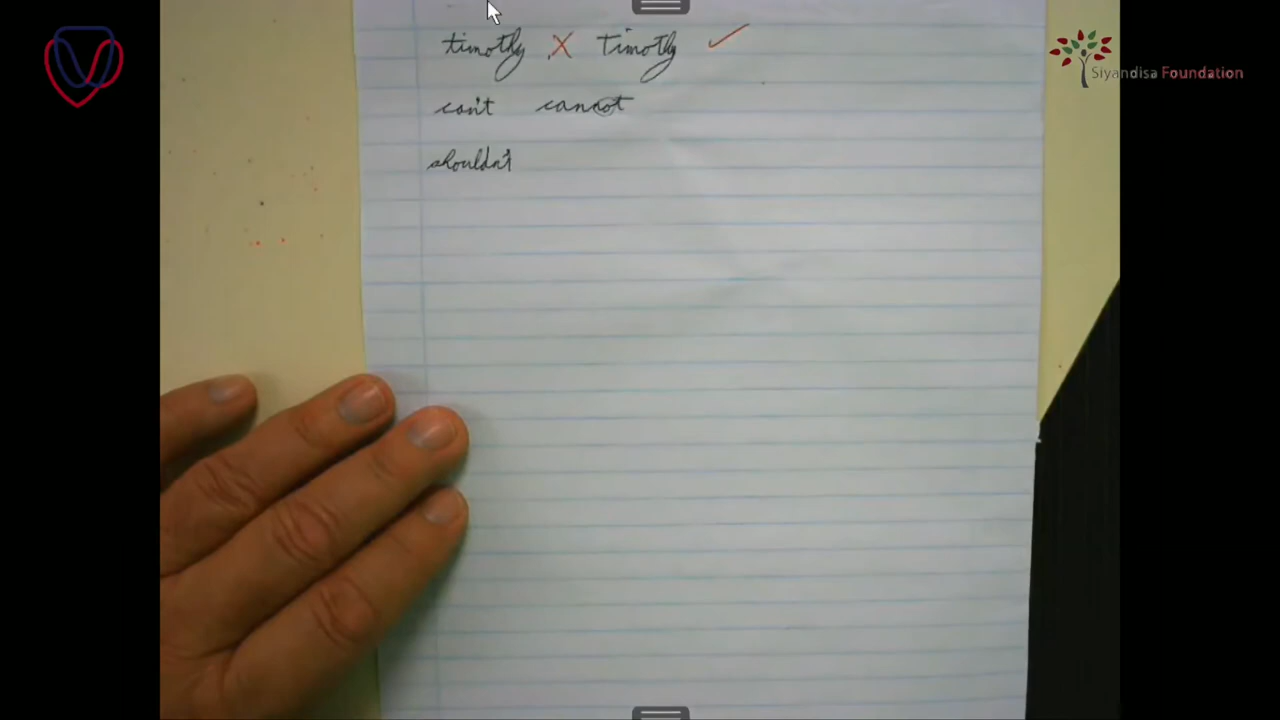 timothy X Timothy ✓
can't cannot
shouldn't
Siyandisa Foundation